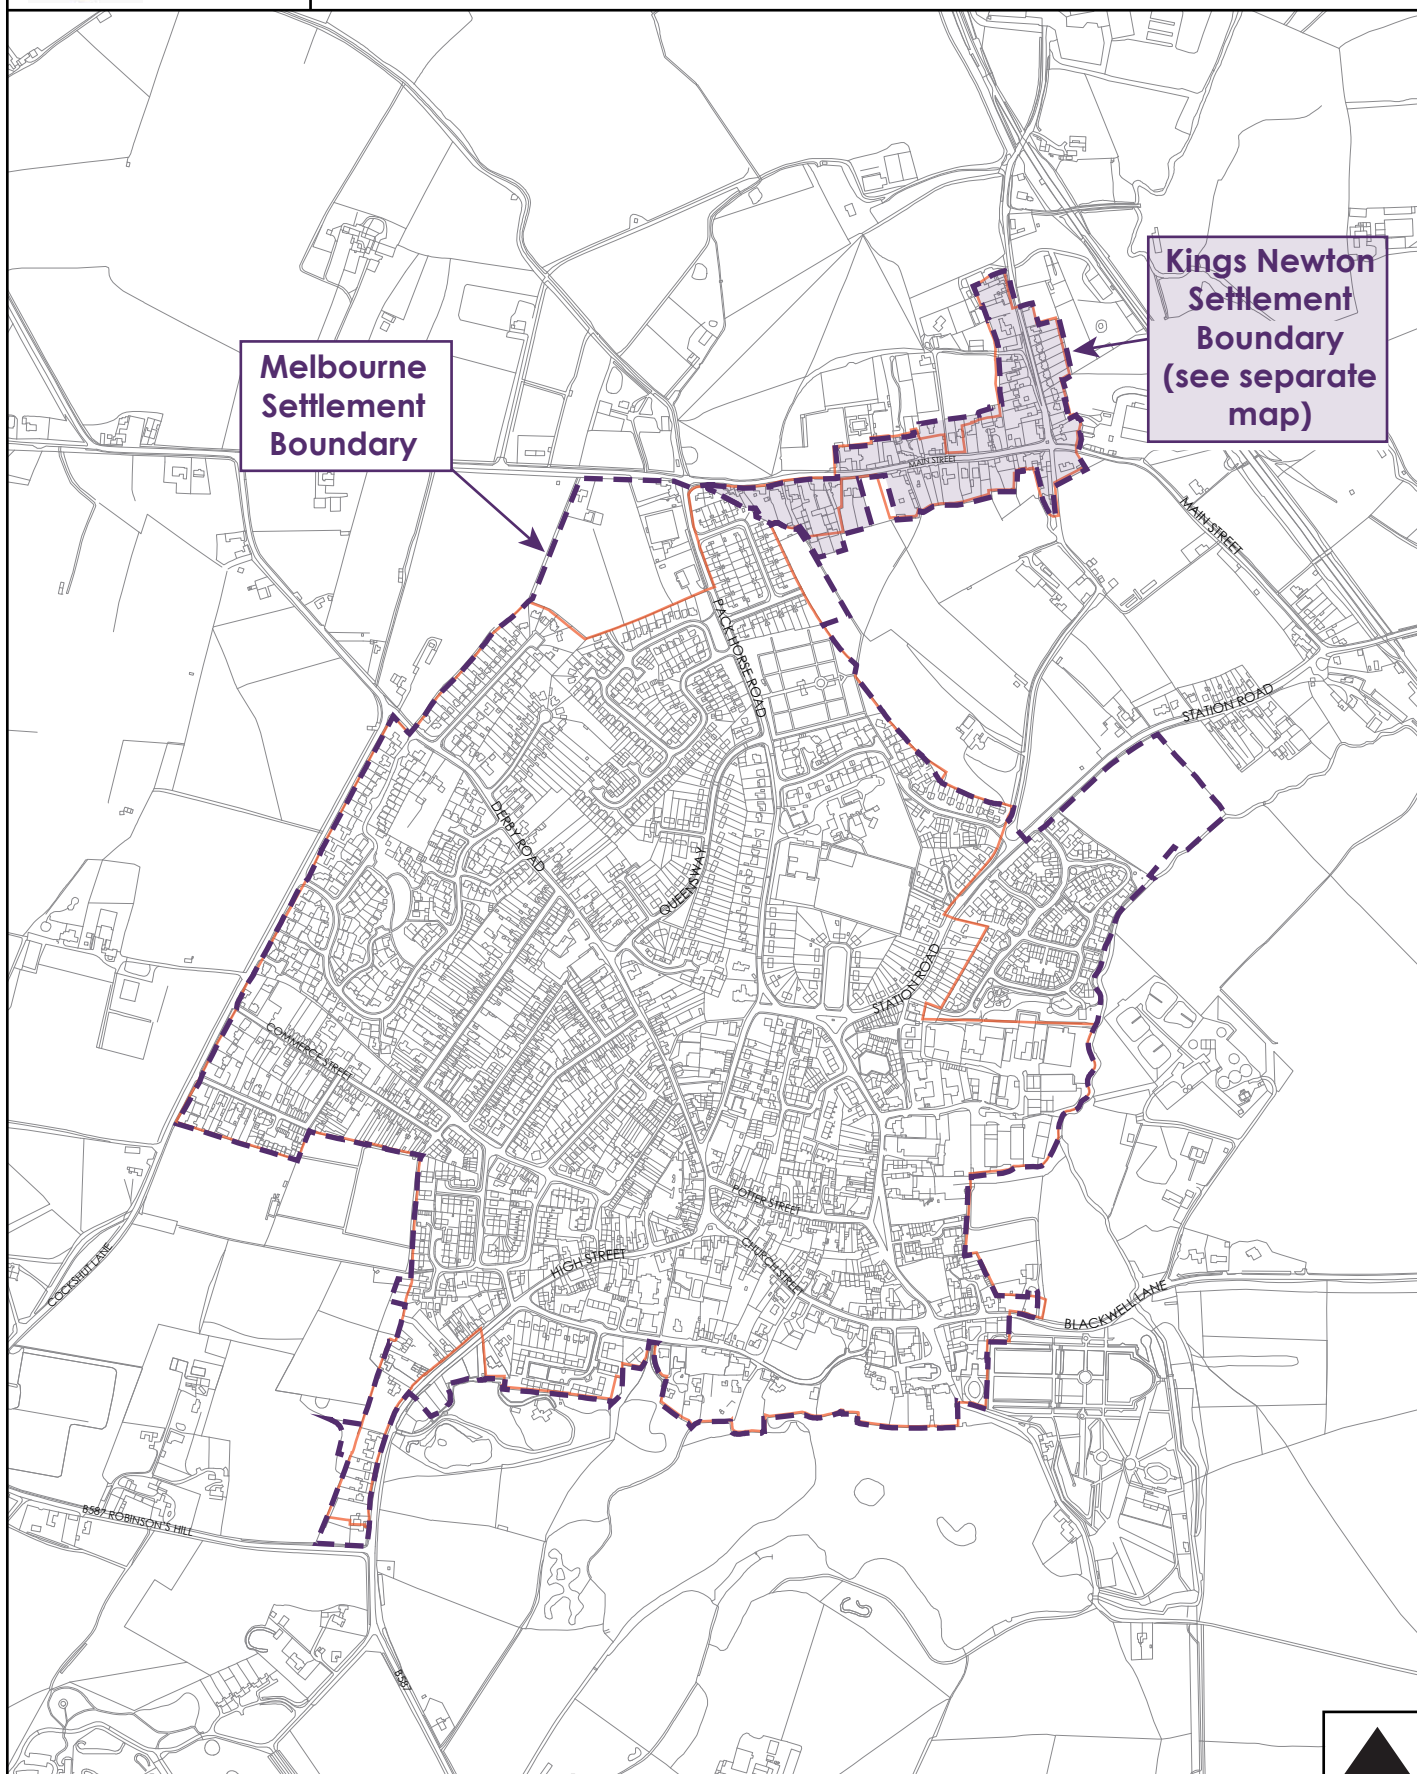 Kings Newton
Settlement
Boundary
(see separate
map)
Melbourne
Settlement
Boundary
MAIN STREET
MAIN STREET
PACK HORSE ROAD
STATION ROAD
DERBY ROAD
QUEENSWAY
STATION ROAD
COMMERCE STREET
POTTER STREET
CHURCH STREET
HIGH STREET
COCKSHUT LANE
BLACKWELL LANE
B587 ROBINSON'S HILL
B587